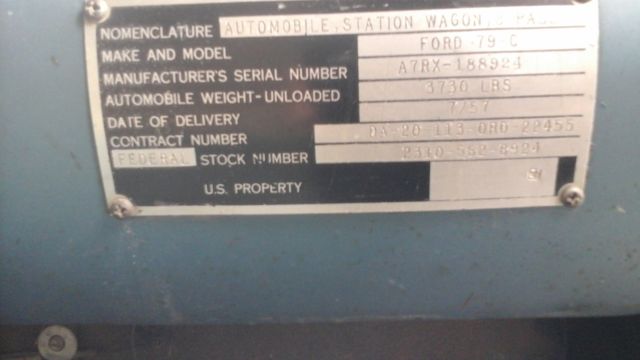 NOMENCLATURE AUTOMOBILE, STATION WAGON,
MAKE AND MODEL FORD 79-C
MANUFACTURER'S SERIAL NUMBER A7RX-188924
AUTOMOBILE WEIGHT-UNLOADED 3730 LBS
DATE OF DELIVERY 7/57
CONTRACT NUMBER DA-20-113-ORD-22455
FEDERAL STOCK NUMBER 2310-582-8924
U.S. PROPERTY